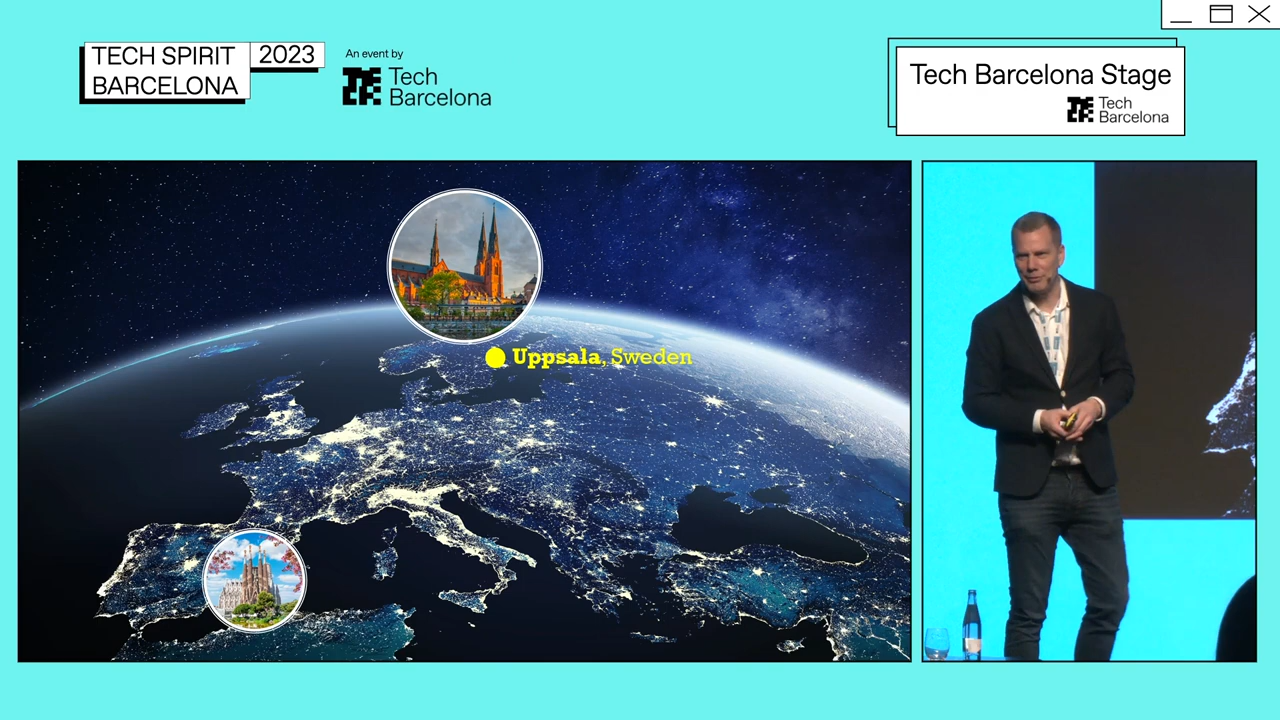 TECH SPIRIT
BARCELONA
2023
An event by
Tech
Barcelona
Tech Barcelona Stage
Tech
Barcelona
Uppsala, Sweden